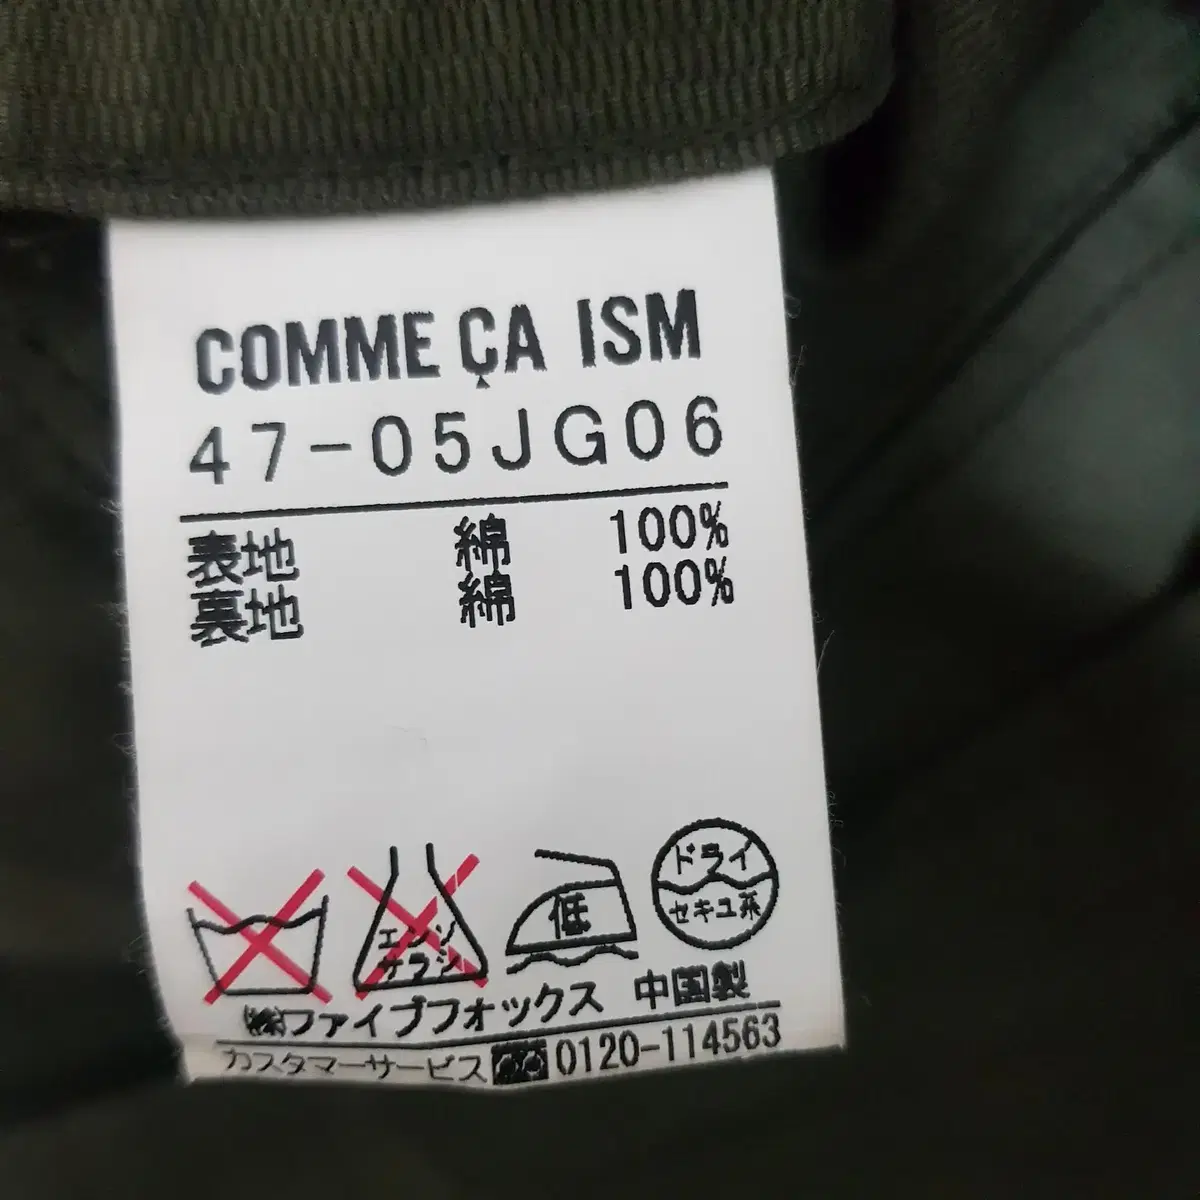 COMME ÇA ISM
47-05JG06
表地 綿 100%
裏地 綿 100%
エンソ
サラシ
低
ドライ
セキユ系
㈱ファイブフォックス 中国製
カスタマーサービス 0120-114563